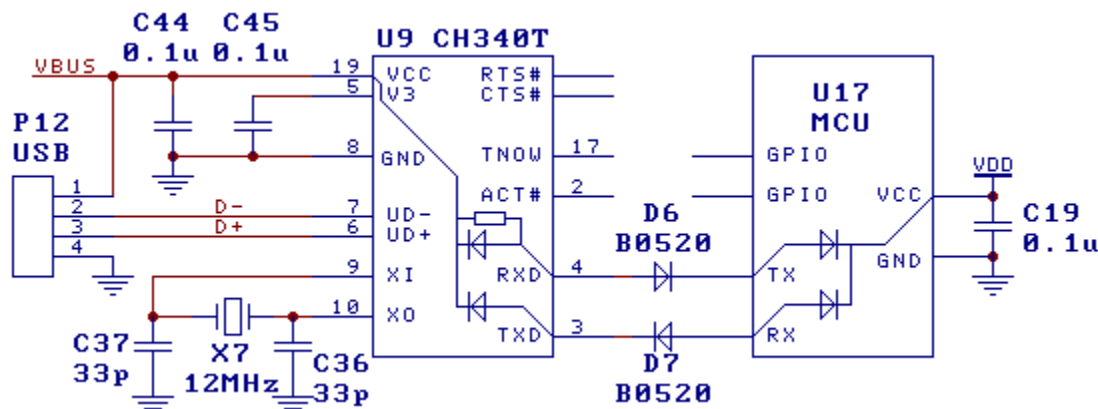 C44 C45
0.1u 0.1u
U9 CH340T
VBUS
19 VCC RTS#
5 V3 CTS#
U17
MCU
P12
USB
8 GND TNOW 17 GPIO
VDD
1 ACT# 2 GPIO VCC
2 D- 7 UD-
3 D+ 6 UD+
4
D6
B0520
C19
0.1u
GND
9 XI RXD 4 TX
10 XO TXD 3 RX
C37
33p
X7
12MHz
C36
33p
D7
B0520